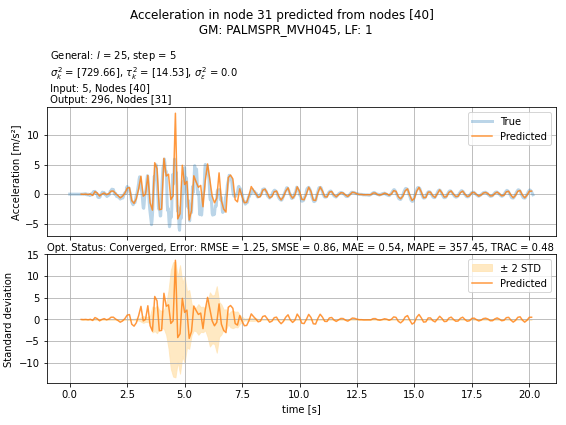 Acceleration in node 31 predicted from nodes [40]
GM: PALMSPR_MVH045, LF: 1
General: l = 25, step = 5
σ²ₖ = [729.66], τ²ₖ = [14.53], σ²_ε = 0.0
Input: 5, Nodes [40]
Output: 296, Nodes [31]
Acceleration [m/s²]
10
5
0
−5
True
Predicted
Opt. Status: Converged, Error: RMSE = 1.25, SMSE = 0.86, MAE = 0.54, MAPE = 357.45, TRAC = 0.48
Standard deviation
15
10
5
0
−5
−10
± 2 STD
Predicted
0.0 2.5 5.0 7.5 10.0 12.5 15.0 17.5 20.0
time [s]